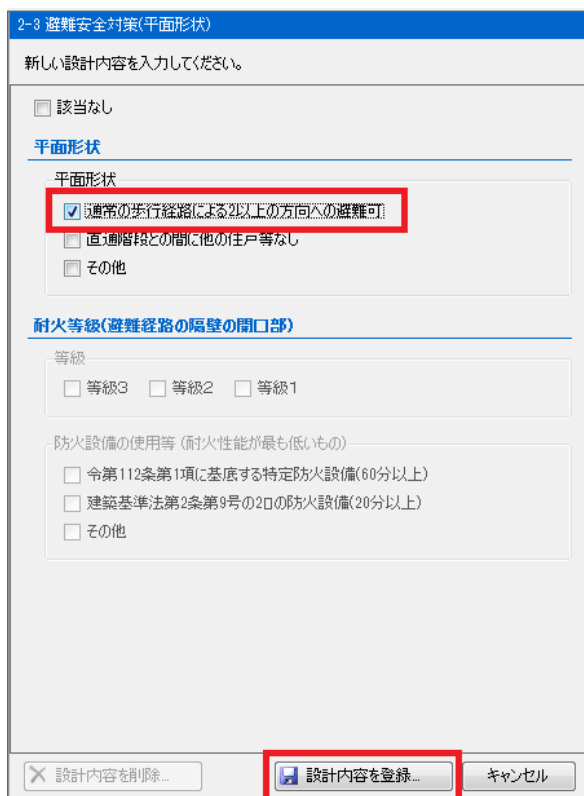 2-3 避難安全対策(平面形状)
新しい設計内容を入力してください。
該当なし
平面形状
平面形状
通常の歩行経路による2以上の方向への避難可
直通階段との間に他の住戸等なし
その他
耐火等級(避難経路の隔壁の開口部)
等級
等級3 等級2 等級1
防火設備の使用等(耐火性能が最も低いもの)
令第112条第1項に基底する特定防火設備(60分以上)
建築基準法第2条第9号の2ロの防火設備(20分以上)
その他
設計内容を削除... 設計内容を登録... キャンセル